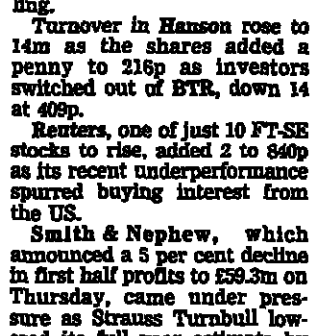 ling.
Turnover in Hanson rose to
14m as the shares added a
penny to 216p as investors
switched out of BTR, down 14
at 409p.
Reuters, one of just 10 FT-SE
stocks to rise, added 2 to 840p
as its recent underperformance
spurred buying interest from
the US.
Smith & Nephew, which
announced a 5 per cent decline
in first half profits to £59.3m on
Thursday, came under pres-
sure as Strauss Turnbull low-